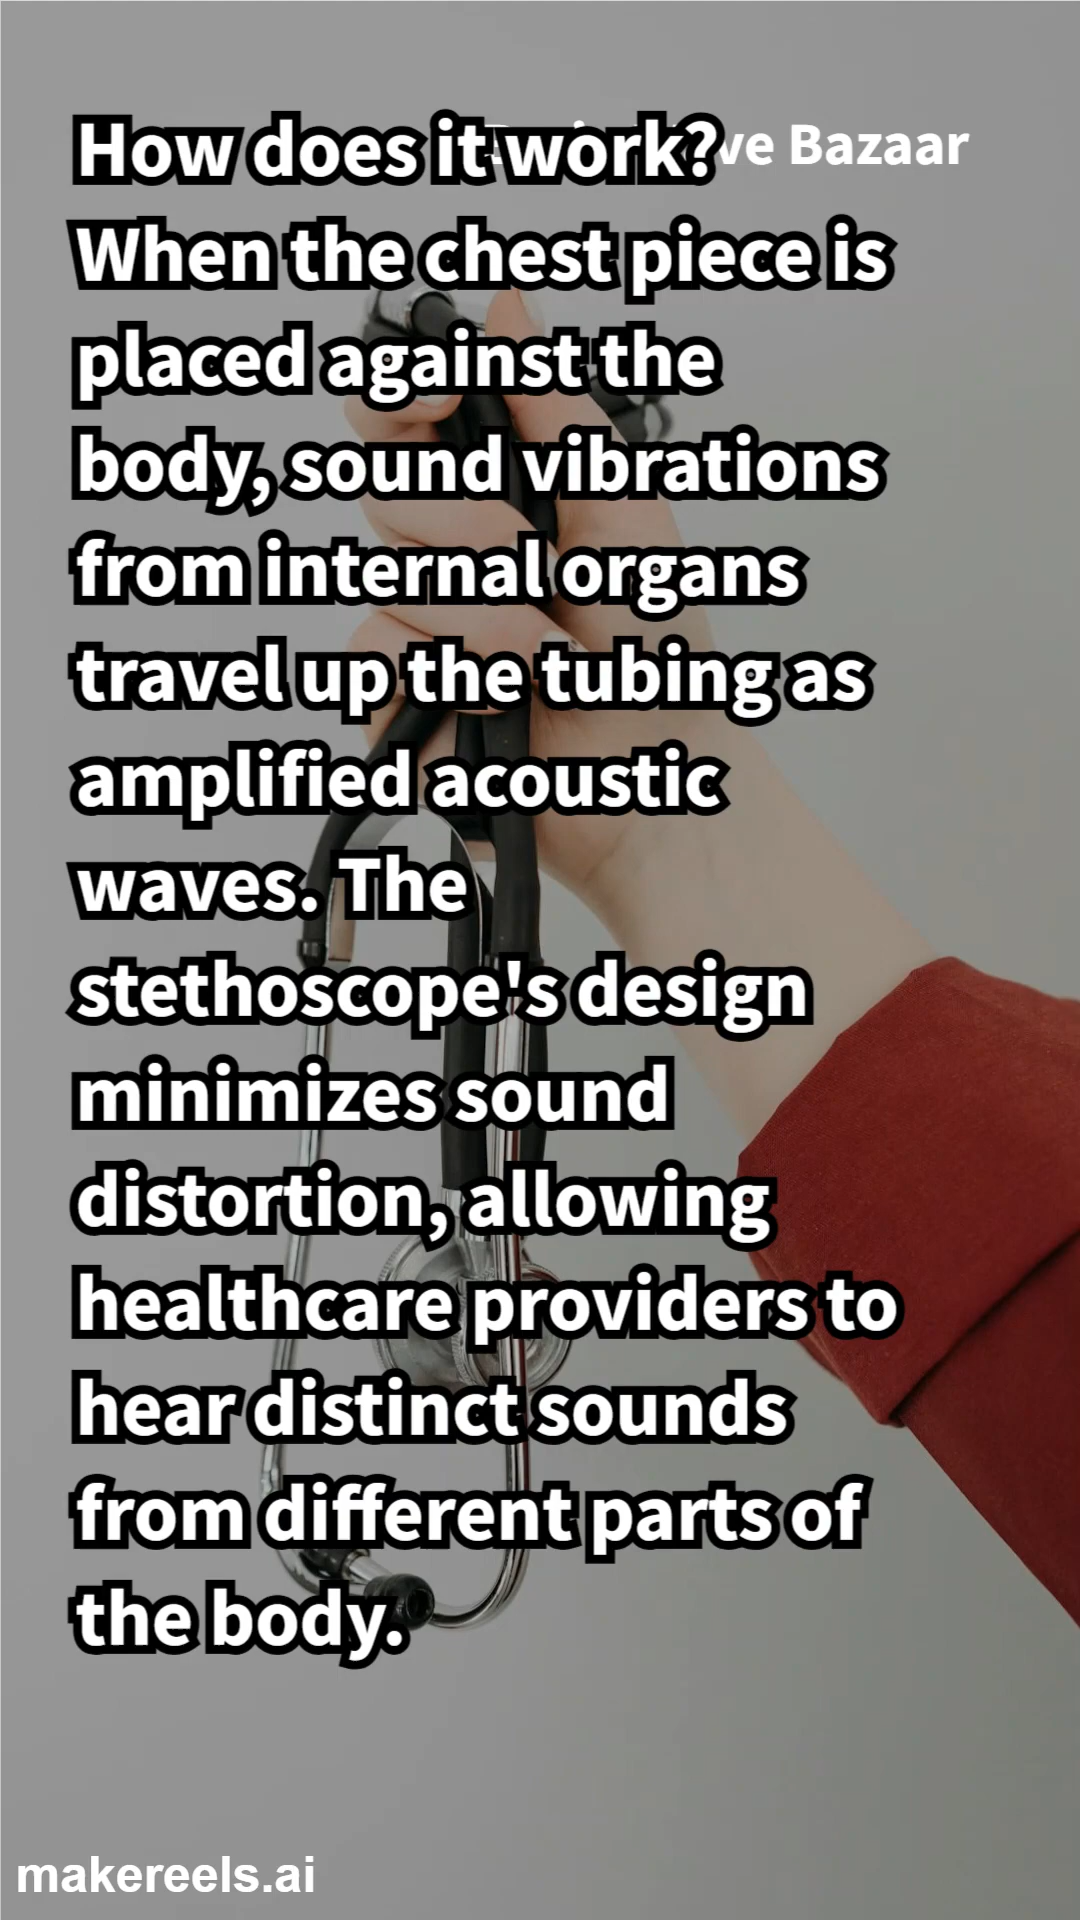 How does it work?
Bazaar
When the chest piece is
placed against the
body, sound vibrations
from internal organs
travel up the tubing as
amplified acoustic
waves. The
stethoscope's design
minimizes sound
distortion, allowing
healthcare providers to
hear distinct sounds
from different parts of
the body.
makereels.ai